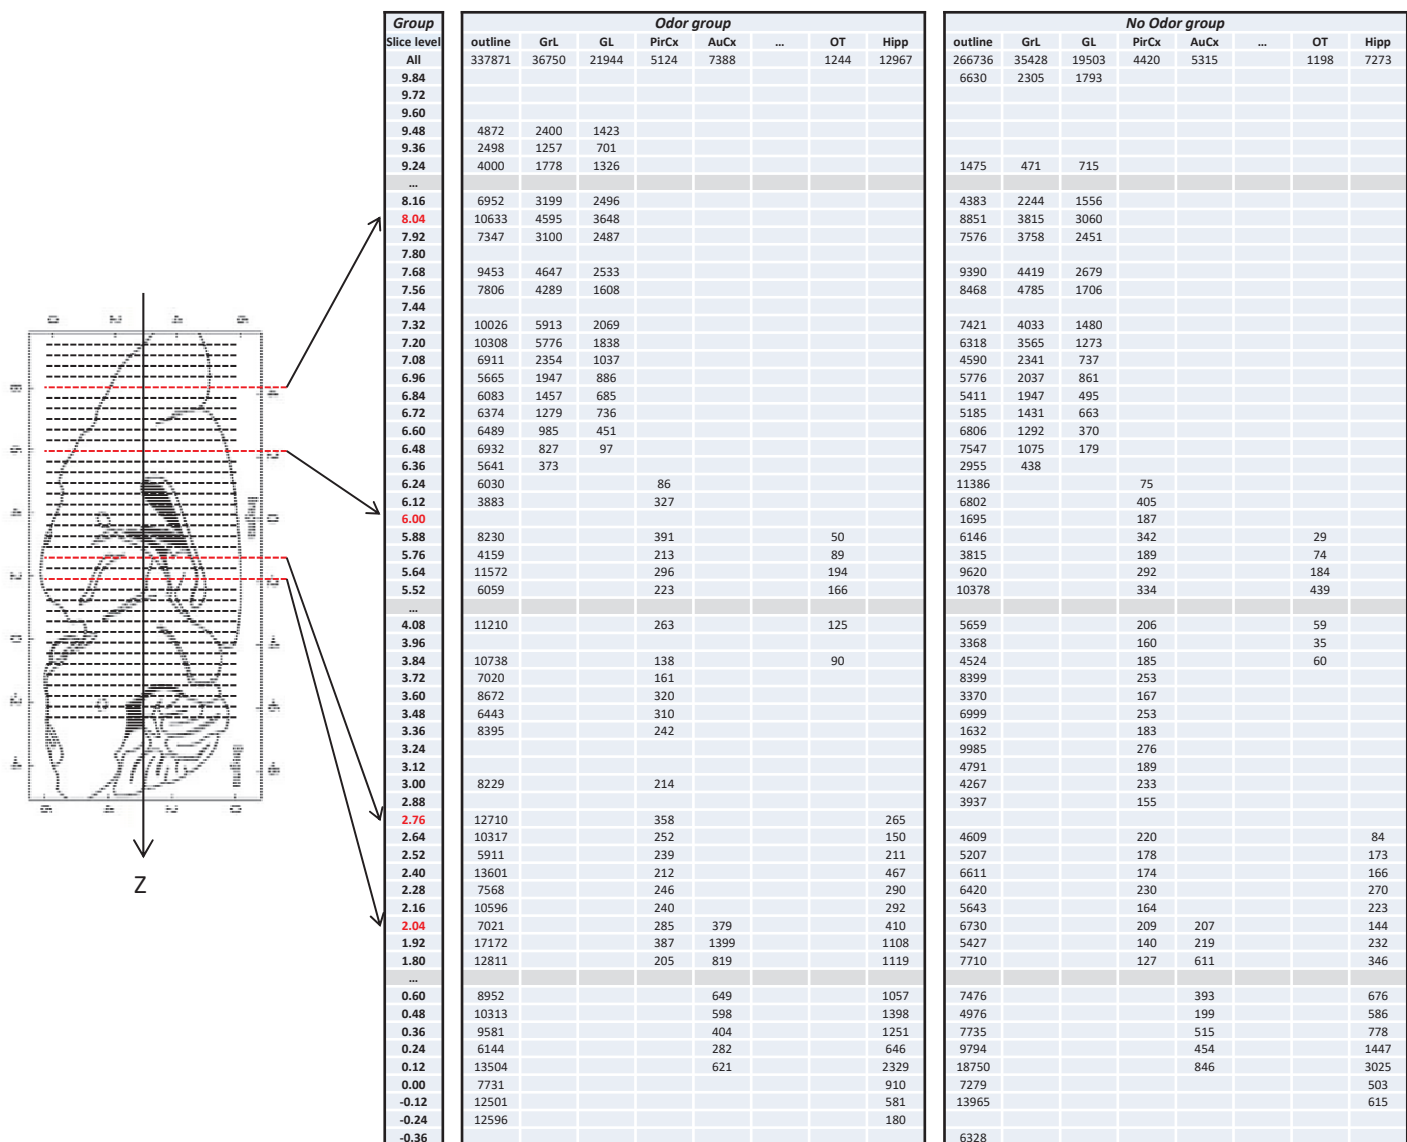 Group Odor group No Odor group
Slice level outline GrL GL PirCx AuCx ... OT Hipp outline GrL GL PirCx AuCx ... OT Hipp
All 337871 36750 21944 5124 7388 1244 12967 266736 35428 19503 4420 5315 1198 7273
9.84 6630 2305 1793
9.72
9.60
9.48 4872 2400 1423
9.36 2498 1257 701
9.24 4000 1778 1326 1475 471 715
...
8.16 6952 3199 2496 4383 2244 1556
8.04 10633 4595 3648 8851 3815 3060
7.92 7347 3100 2487 7576 3758 2451
7.80
7.68 9453 4647 2533 9390 4419 2679
7.56 7806 4289 1608 8468 4785 1706
7.44
7.32 10026 5913 2069 7421 4033 1480
7.20 10308 5776 1838 6318 3565 1273
7.08 6911 2354 1037 4590 2341 737
6.96 5665 1947 886 5776 2037 861
6.84 6083 1457 685 5411 1947 495
6.72 6374 1279 736 5185 1431 663
6.60 6489 985 451 6806 1292 370
6.48 6932 827 97 7547 1075 179
6.36 5641 373 2955 438
6.24 6030 86 11386 75
6.12 3883 327 6802 405
6.00 1695 187
5.88 8230 391 50 6146 342 29
5.76 4159 213 89 3815 189 74
5.64 11572 296 194 9620 292 184
5.52 6059 223 166 10378 334 439
...
4.08 11210 263 125 5659 206 59
3.96 3368 160 35
3.84 10738 138 90 4524 185 60
3.72 7020 161 8399 253
3.60 8672 320 3370 167
3.48 6443 310 6999 253
3.36 8395 242 1632 183
3.24 9985 276
3.12 4791 189
3.00 8229 214 4267 233
2.88 3937 155
2.76 12710 358 265
2.64 10317 252 150 4609 220 84
2.52 5911 239 211 5207 178 173
2.40 13601 212 467 6611 174 166
2.28 7568 246 290 6420 230 270
2.16 10596 240 292 5643 164 223
2.04 7021 285 379 410 6730 209 207 144
1.92 17172 387 1399 1108 5427 140 219 232
1.80 12811 205 819 1119 7710 127 611 346
...
0.60 8952 649 1057 7476 393 676
0.48 10313 598 1398 4976 199 586
0.36 9581 404 1251 7735 515 778
0.24 6144 282 646 9794 454 1447
0.12 13504 621 2329 18750 846 3025
0.00 7731 910 7279 503
-0.12 12501 581 13965 615
-0.24 12596 180
-0.36 6328
Z